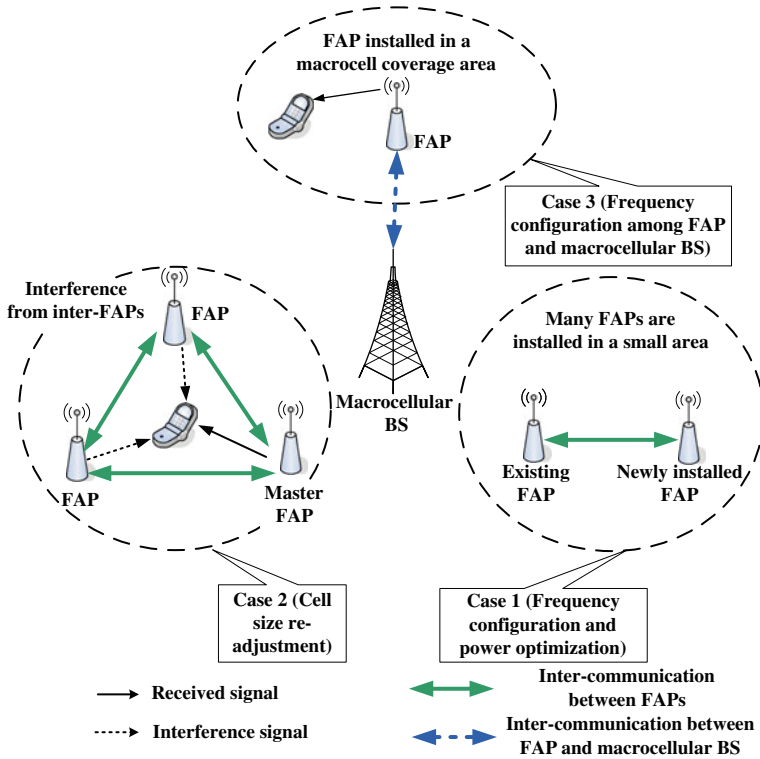 FAP installed in a
macrocell coverage area
FAP
Case 3 (Frequency
configuration among FAP
and macrocellular BS)
Interference
from inter-FAPs
FAP
FAP
Master
FAP
Macrocellular
BS
Many FAPs are
installed in a small area
Existing
FAP
Newly installed
FAP
Case 2 (Cell
size re-
adjustment)
Case 1 (Frequency
configuration and
power optimization)
Received signal
Interference signal
Inter-communication
between FAPs
Inter-communication between
FAP and macrocellular BS